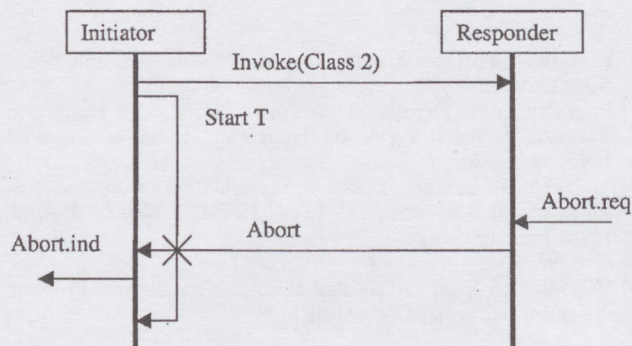 Initiator
Responder
Invoke(Class 2)
Start T
Abort.req
Abort
Abort.ind